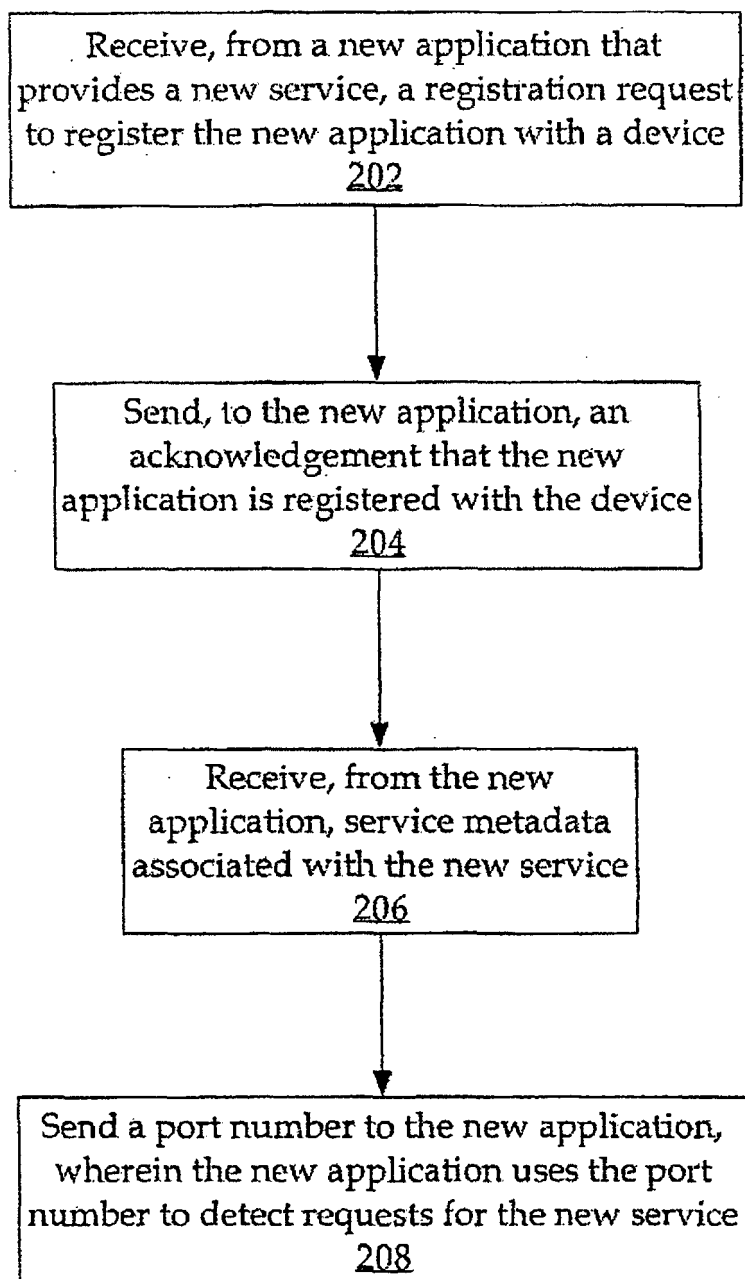 Receive, from a new application that
provides a new service, a registration request
to register the new application with a device
202
Send, to the new application, an
acknowledgement that the new
application is registered with the device
204
Receive, from the new
application, service metadata
associated with the new service
206
Send a port number to the new application,
wherein the new application uses the port
number to detect requests for the new service
208